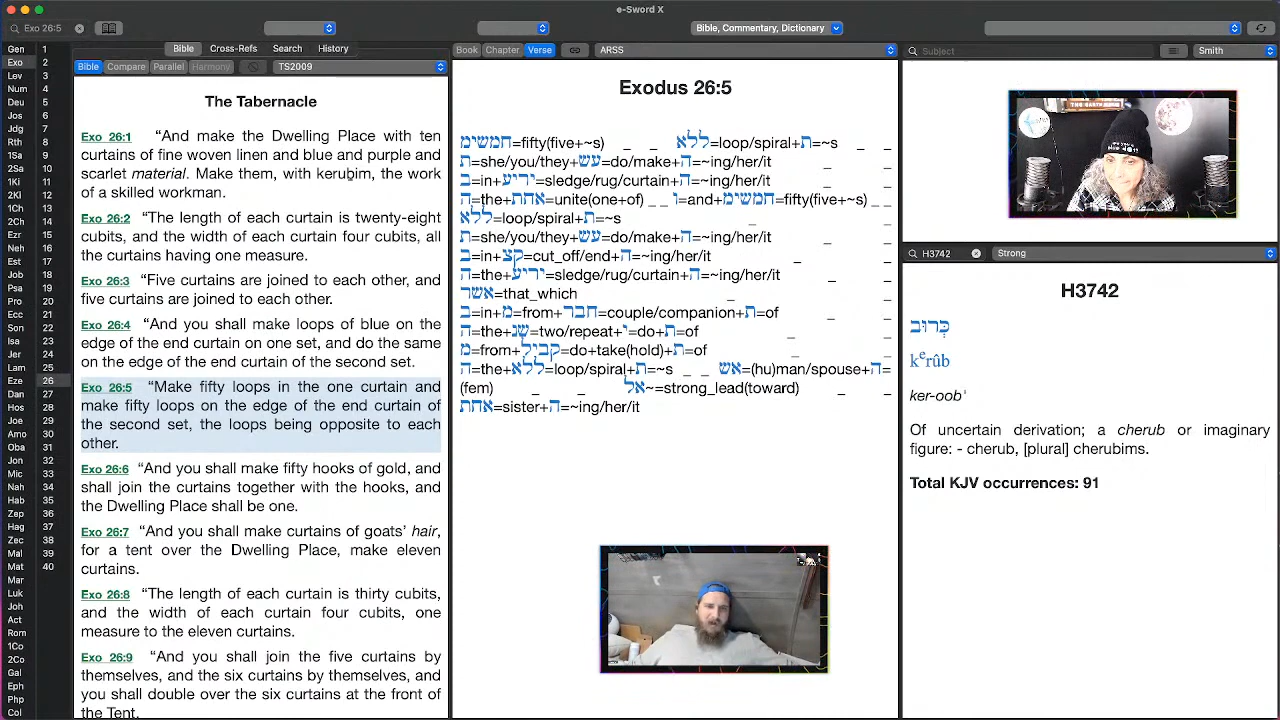 e-Sword X
Exo 26:5
Bible, Commentary, Dictionary
Gen
Exo
Lev
Num
Deu
Jos
Jdg
Rth
1Sa
2Sa
1Ki
2Ki
1Ch
2Ch
Ezr
Neh
Est
Job
Psa
Pro
Ecc
Son
Isa
Jer
Lam
Eze
Dan
Hos
Joe
Amo
Oba
Jon
Mic
Nah
Hab
Zep
Hag
Zec
Mal
Mat
Mar
Luk
Joh
Act
Rom
1Co
2Co
Gal
Eph
Php
Col
1
2
3
4
5
6
7
8
9
10
11
12
13
14
15
16
17
18
19
20
21
22
23
24
25
26
27
28
29
30
31
32
33
34
35
36
37
38
39
40
Bible Cross-Refs Search History
Bible Compare Parallel Harmony TS2009
The Tabernacle
Exo 26:1 “And make the Dwelling Place with ten
curtains of fine woven linen and blue and purple and
scarlet material. Make them, with kerubim, the work
of a skilled workman.
Exo 26:2 “The length of each curtain is twenty-eight
cubits, and the width of each curtain four cubits, all
the curtains having one measure.
Exo 26:3 “Five curtains are joined to each other, and
five curtains are joined to each other.
Exo 26:4 “And you shall make loops of blue on the
edge of the end curtain on one set, and do the same
on the edge of the end curtain of the second set.
Exo 26:5 “Make fifty loops in the one curtain and
make fifty loops on the edge of the end curtain of
the second set, the loops being opposite to each
other.
Exo 26:6 “And you shall make fifty hooks of gold, and
shall join the curtains together with the hooks, and
the Dwelling Place shall be one.
Exo 26:7 “And you shall make curtains of goats’ hair,
for a tent over the Dwelling Place, make eleven
curtains.
Exo 26:8 “The length of each curtain is thirty cubits,
and the width of each curtain four cubits, one
measure to the eleven curtains.
Exo 26:9 “And you shall join the five curtains by
themselves, and the six curtains by themselves, and
you shall double over the six curtains at the front of
the Tent.
Book Chapter Verse ARSS
Exodus 26:5
חמשימ=fifty(five+~s) _ _ ללא=loop/spiral+ת=~s _ _
ת=she/you/they+עש=do/make+ה=~ing/her/it _ _
ב=in+יריע=sledge/rug/curtain+ה=~ing/her/it _ _
ה=the+אחת=unite(one+of) _ _ ו=and+חמשימ=fifty(five+~s) _ _
ללא=loop/spiral+ת=~s _ _
ת=she/you/they+עש=do/make+ה=~ing/her/it _ _
ב=in+קצ=cut_off/end+ה=~ing/her/it _ _
ה=the+יריע=sledge/rug/curtain+ה=~ing/her/it _ _
אשר=that_which _ _
ב=in+מ=from+חבר=couple/companion+ת=of _ _
ה=the+שנ=two/repeat+י=do+ת=of _ _
מ=from+קביל=do+take(hold)+ת=of _ _
ה=the+ללא=loop/spiral+ת=~s _ _ אש=(hu)man/spouse+ה=
(fem) _ _ אל~=strong_lead(toward) _ _
אחת=sister+ה=~ing/her/it
Subject Smith
H3742 Strong
H3742
כְּרוּב
kᵉrûb
ker-oob'
Of uncertain derivation; a cherub or imaginary
figure: - cherub, [plural] cherubims.
Total KJV occurrences: 91